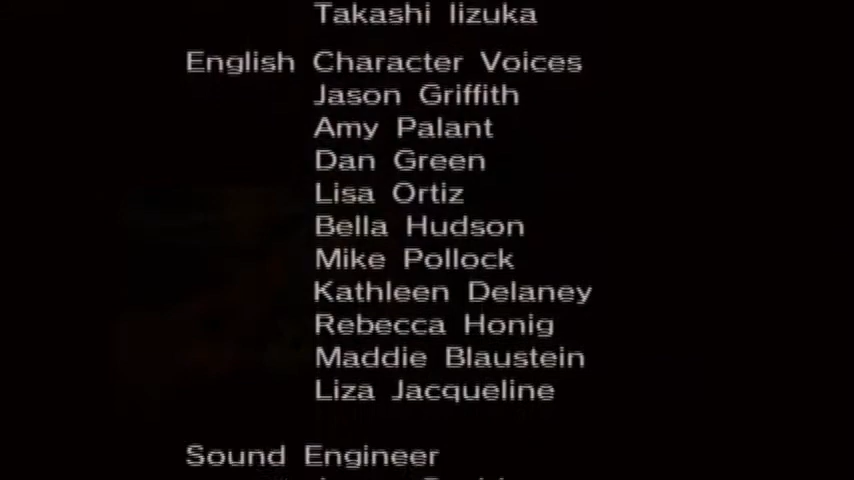 Takashi Iizuka
English Character Voices
Jason Griffith
Amy Palant
Dan Green
Lisa Ortiz
Bella Hudson
Mike Pollock
Kathleen Delaney
Rebecca Honig
Maddie Blaustein
Liza Jacqueline
Sound Engineer